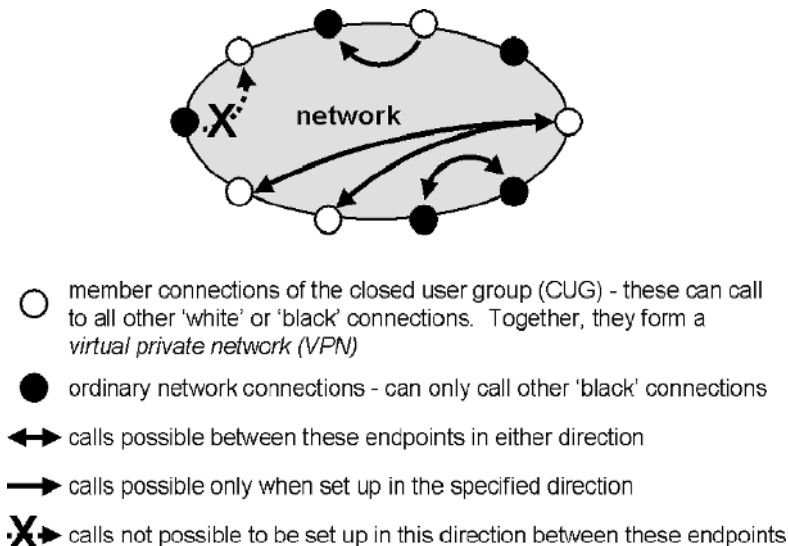 X
network
member connections of the closed user group (CUG) - these can call
to all other 'white' or 'black' connections. Together, they form a
virtual private network (VPN)
ordinary network connections - can only call other 'black' connections
calls possible between these endpoints in either direction
calls possible only when set up in the specified direction
X calls not possible to be set up in this direction between these endpoints